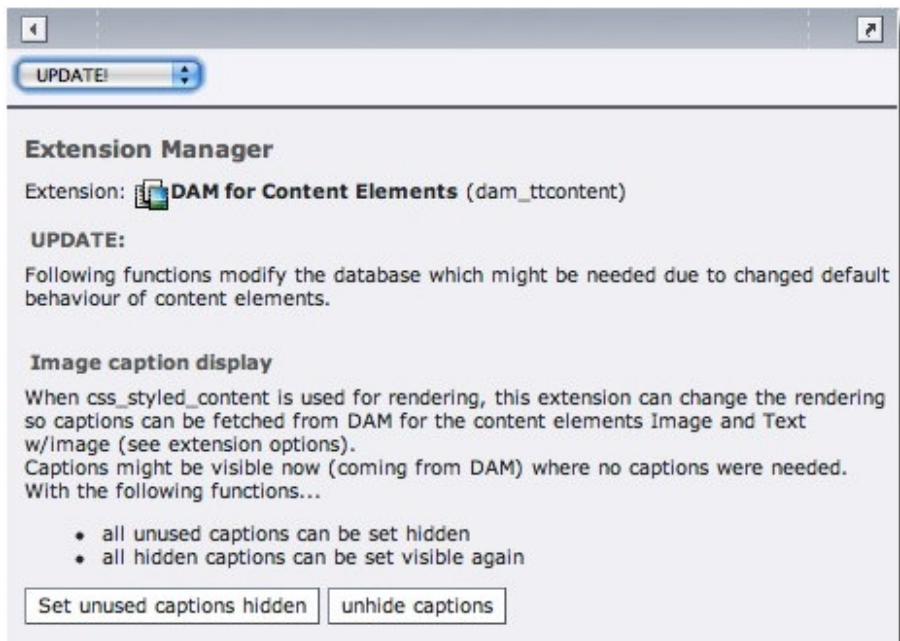 UPDATE!
Extension Manager
Extension: DAM for Content Elements (dam_ttcontent)
UPDATE:
Following functions modify the database which might be needed due to changed default
behaviour of content elements.
Image caption display
When css_styled_content is used for rendering, this extension can change the rendering
so captions can be fetched from DAM for the content elements Image and Text
w/image (see extension options).
Captions might be visible now (coming from DAM) where no captions were needed.
With the following functions...
• all unused captions can be set hidden
• all hidden captions can be set visible again
Set unused captions hidden unhide captions